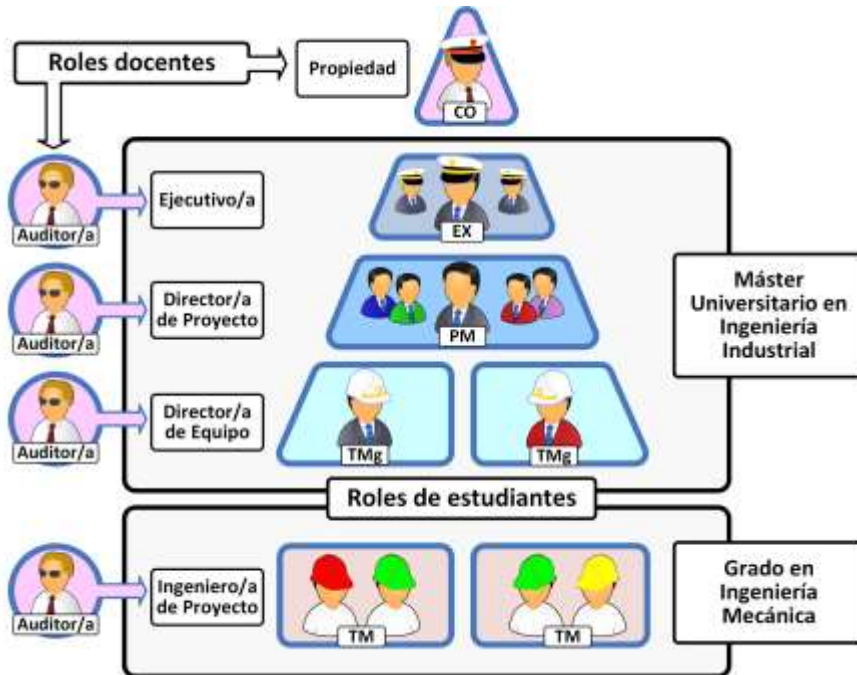 Roles docentes
Propiedad
CO
Auditor/a
Ejecutivo/a
EX
Auditor/a
Director/a
de Proyecto
PM
Máster
Universitario en
Ingeniería
Industrial
Auditor/a
Director/a
de Equipo
TMg
TMg
Roles de estudiantes
Auditor/a
Ingeniero/a
de Proyecto
TM
TM
Grado en
Ingeniería
Mecánica